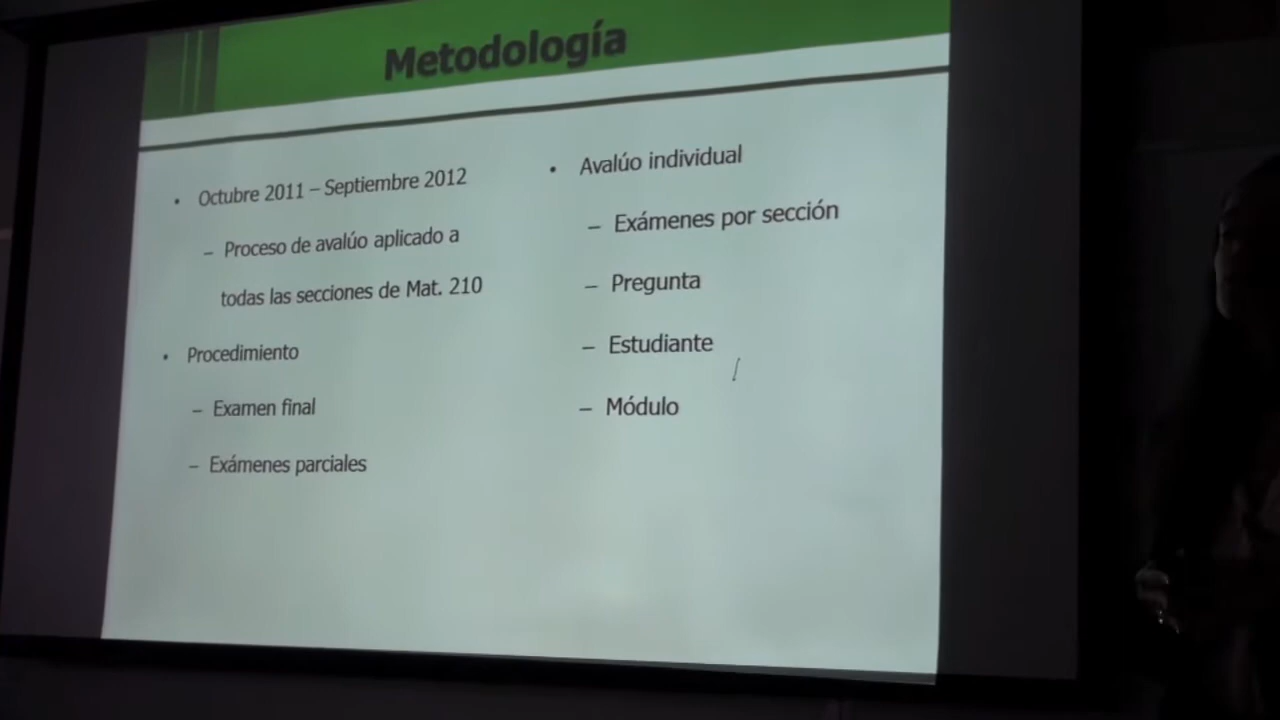 Metodología
• Octubre 2011 – Septiembre 2012
– Proceso de avalúo aplicado a
todas las secciones de Mat. 210
• Procedimiento
– Examen final
– Exámenes parciales
• Avalúo individual
– Exámenes por sección
– Pregunta
– Estudiante
– Módulo